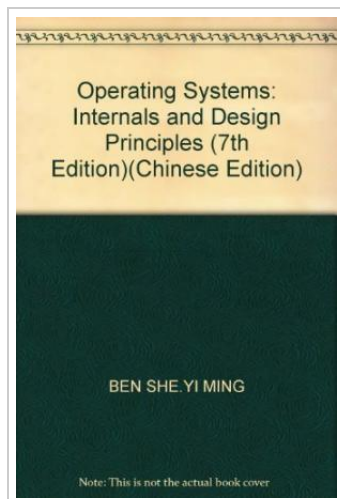 Operating Systems:
Internals and Design
Principles (7th
Edition)(Chinese Edition)
BEN SHE.YI MING
Note: This is not the actual book cover